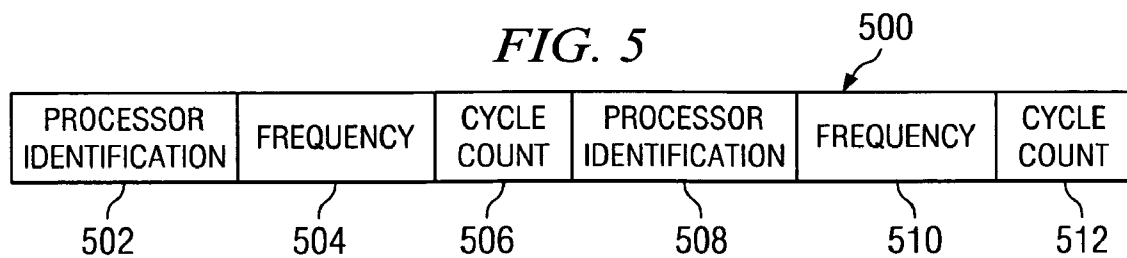 FIG. 5
500
PROCESSOR
IDENTIFICATION
FREQUENCY
CYCLE
COUNT
PROCESSOR
IDENTIFICATION
FREQUENCY
CYCLE
COUNT
502
504
506
508
510
512